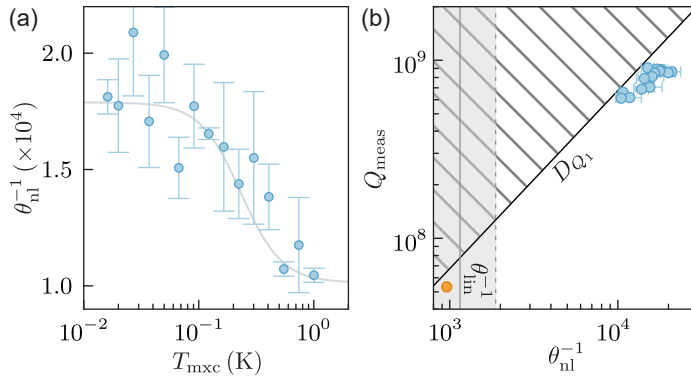 (a)
2.0
1.5
1.0
θ_nl^{-1} (×10^4)
10^{-2}
10^{-1}
10^0
T_mxc (K)
(b)
10^9
10^8
Q_meas
D_{Q_1}
θ_lin^{-1}
10^3
10^4
θ_nl^{-1}